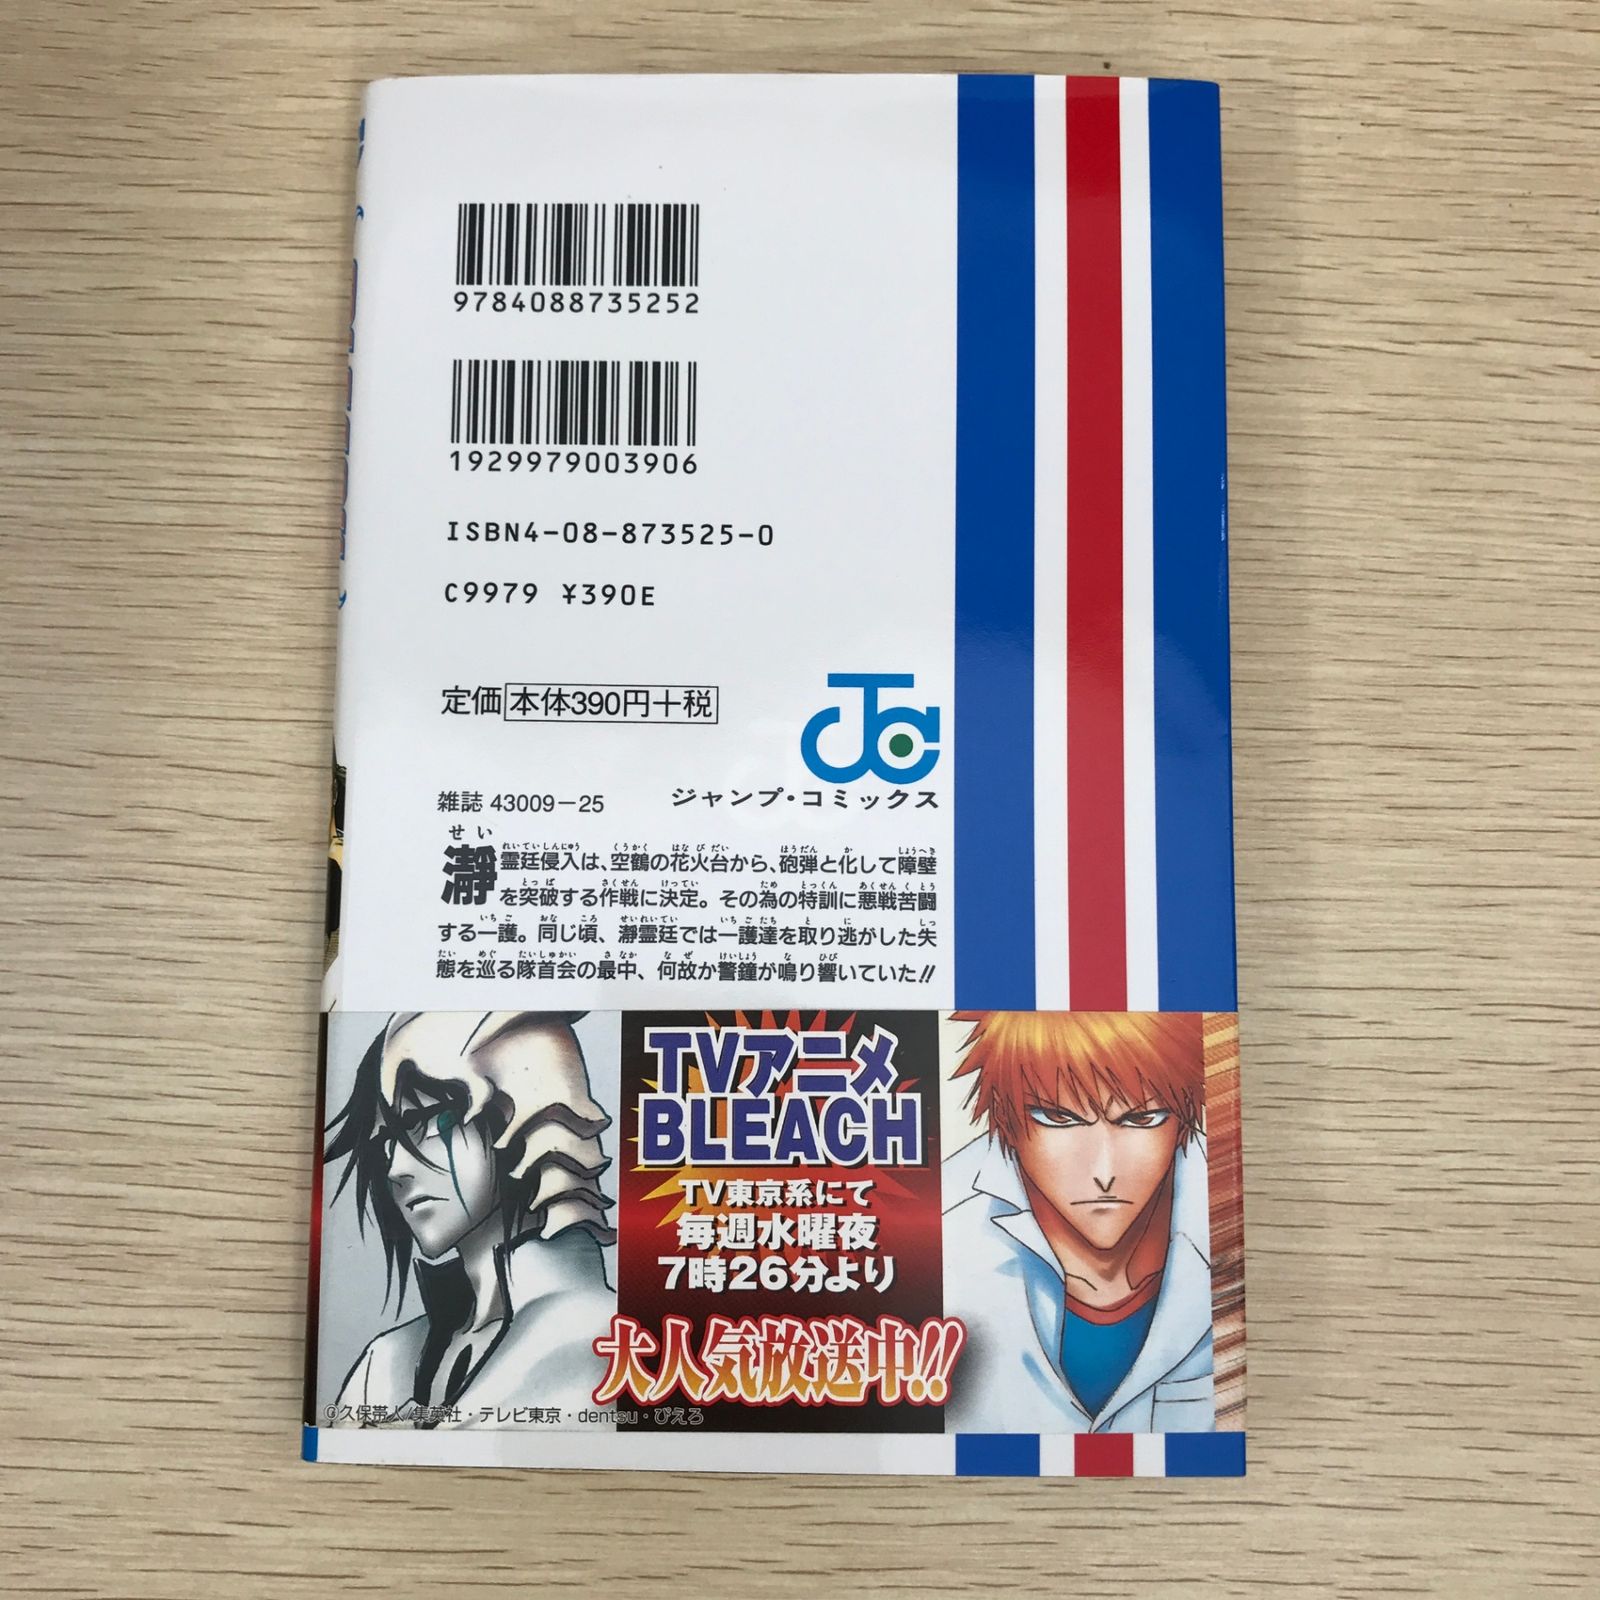 9784088735252
1929979003906
ISBN4-08-873525-0
C9979 ¥390E
定価 本体390円+税
ジャンプ・コミックス
雑誌 43009-25
瀞霊廷侵入は、空鶴の花火台から、砲弾と化して障壁
を突破する作戦に決定。その為の特訓に悪戦苦闘
する一護。同じ頃、瀞霊廷では一護達を取り逃がした失
態を巡る隊首会の最中、何故か警鐘が鳴り響いていた!!
TVアニメ
BLEACH
TV東京系にて
毎週水曜夜
7時26分より
大人気放送中!!
©久保帯人/集英社・テレビ東京・dentsu・ぴえろ